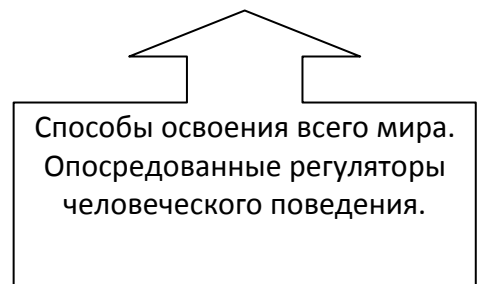 Способы освоения всего мира.
Опосредованные регуляторы
человеческого поведения.